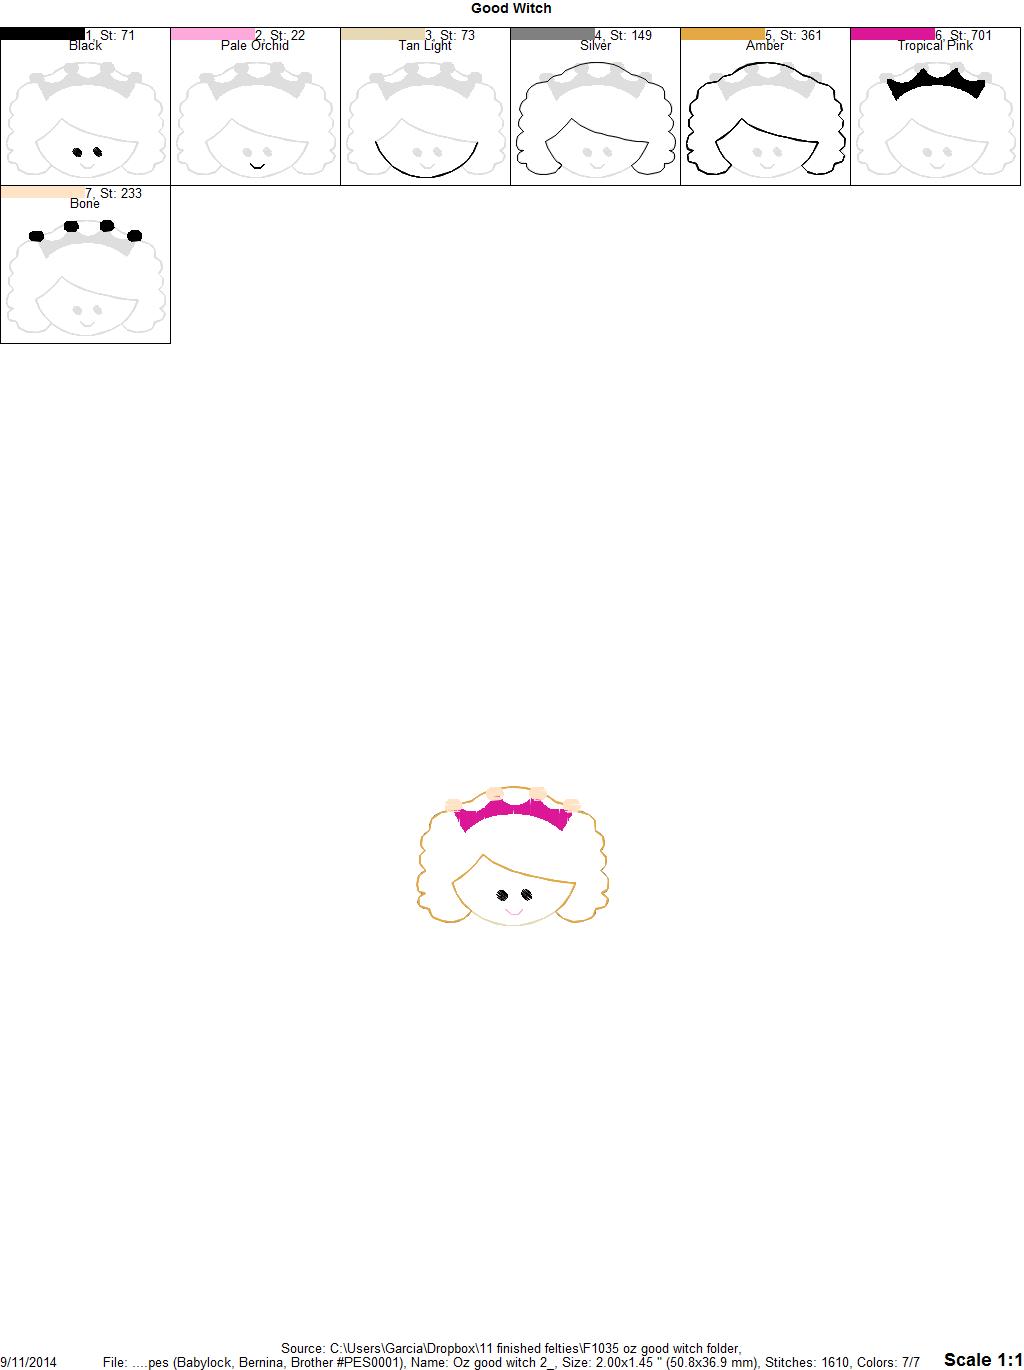 Good Witch
1, St: 71
Black
2, St: 22
Pale Orchid
3, St: 73
Tan Light
4, St: 149
Silver
5, St: 361
Amber
6, St: 701
Tropical Pink
7, St: 233
Bone
Source: C:\Users\Garcia\Dropbox\11 finished felties\F1035 oz good witch folder,
9/11/2014 File: ....pes (Babylock, Bernina, Brother #PES0001), Name: Oz good witch 2_, Size: 2.00x1.45 " (50.8x36.9 mm), Stitches: 1610, Colors: 7/7 Scale 1:1